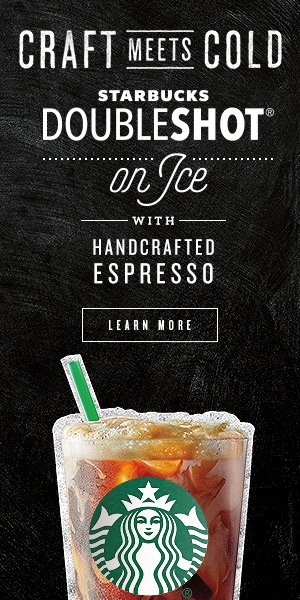 CRAFT MEETS COLD
STARBUCKS
DOUBLESHOT®
on Ice
WITH
HANDCRAFTED
ESPRESSO
LEARN MORE